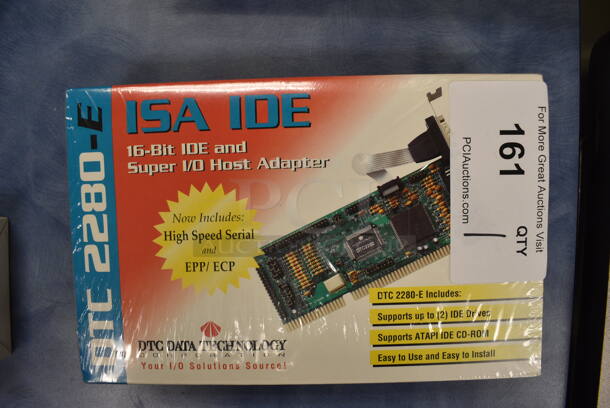 DTC 2280-E
ISA IDE
16-Bit IDE and
Super I/O Host Adapter
Now Includes:
High Speed Serial
and
EPP/ ECP
DTC 2280-E Includes:
Supports up to (2) IDE Drives
Supports ATAPI IDE CD-ROM
Easy to Use and Easy to Install
DTC DATA TECHNOLOGY
CORPORATION
Your I/O Solutions Source!
For More Great Auctions Visit
161
PCIAuctions.com
QTY
1
PCI